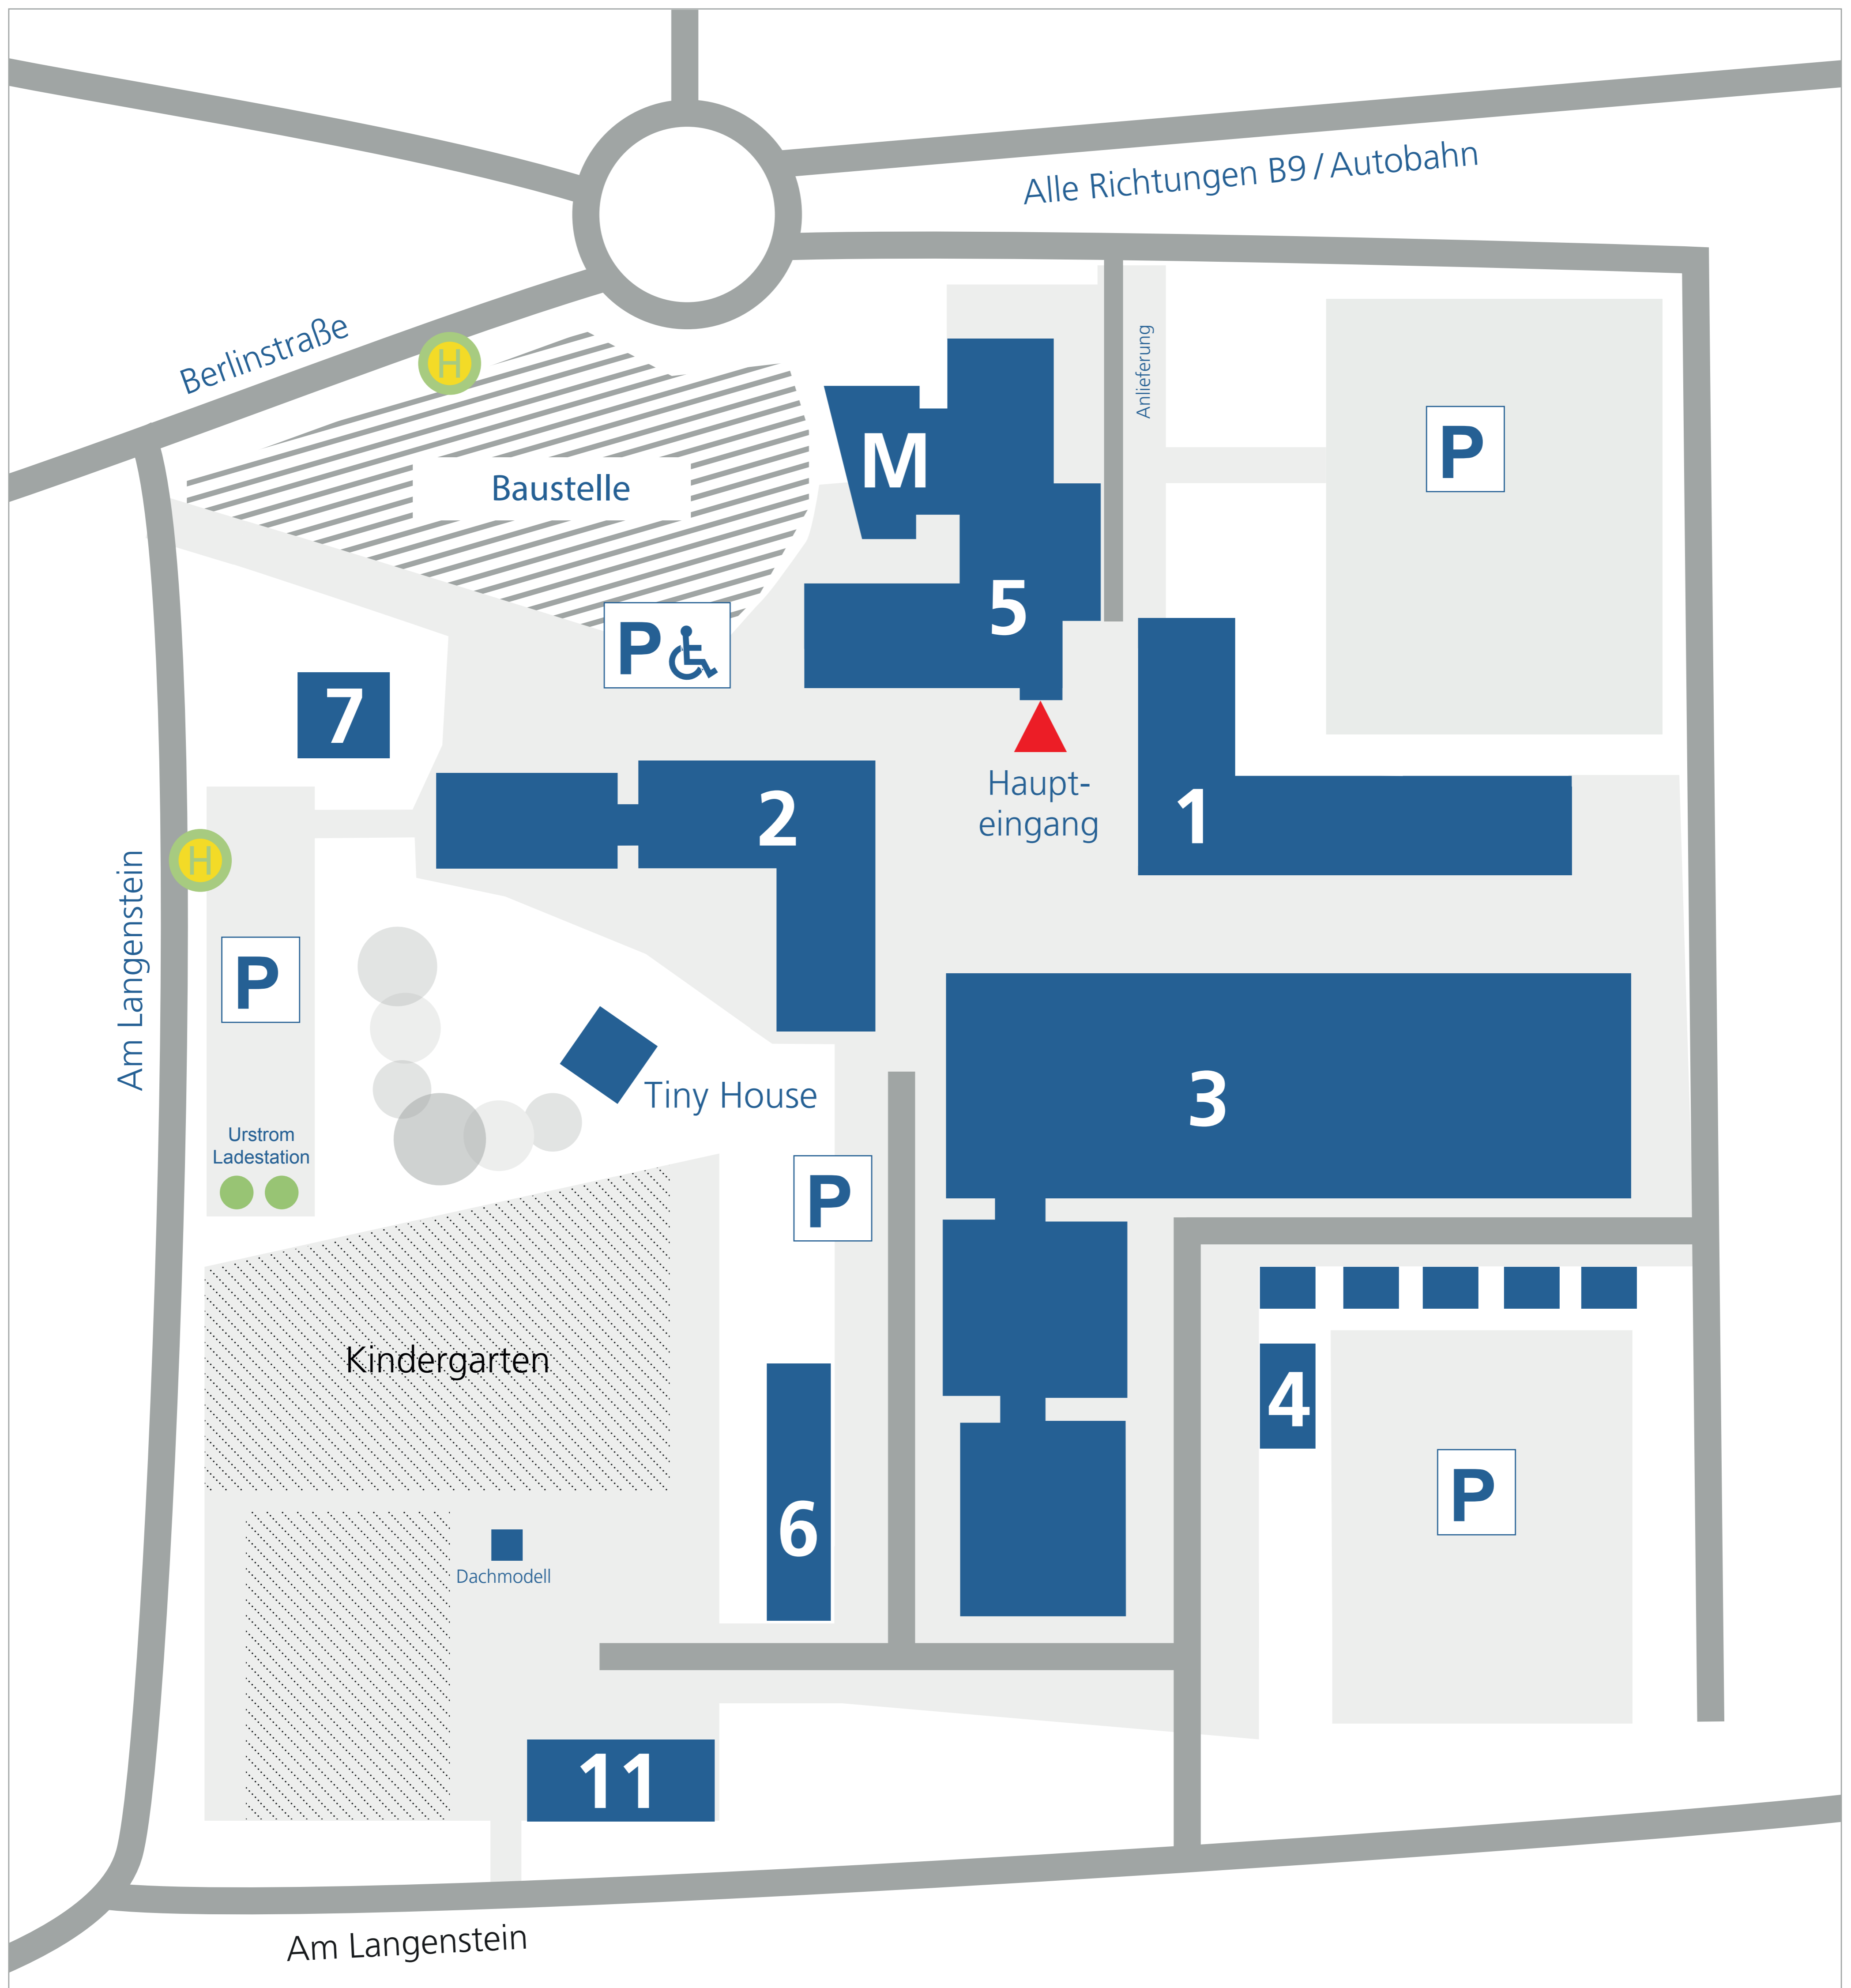 Alle Richtungen B9 / Autobahn
Berlinstraße
H
Anlieferung
M
P
Baustelle
5
P
7
Haupt-
eingang
2
1
H
Am Langenstein
P
Tiny House
3
Urstrom
Ladestation
P
Kindergarten
4
6
P
Dachmodell
11
Am Langenstein